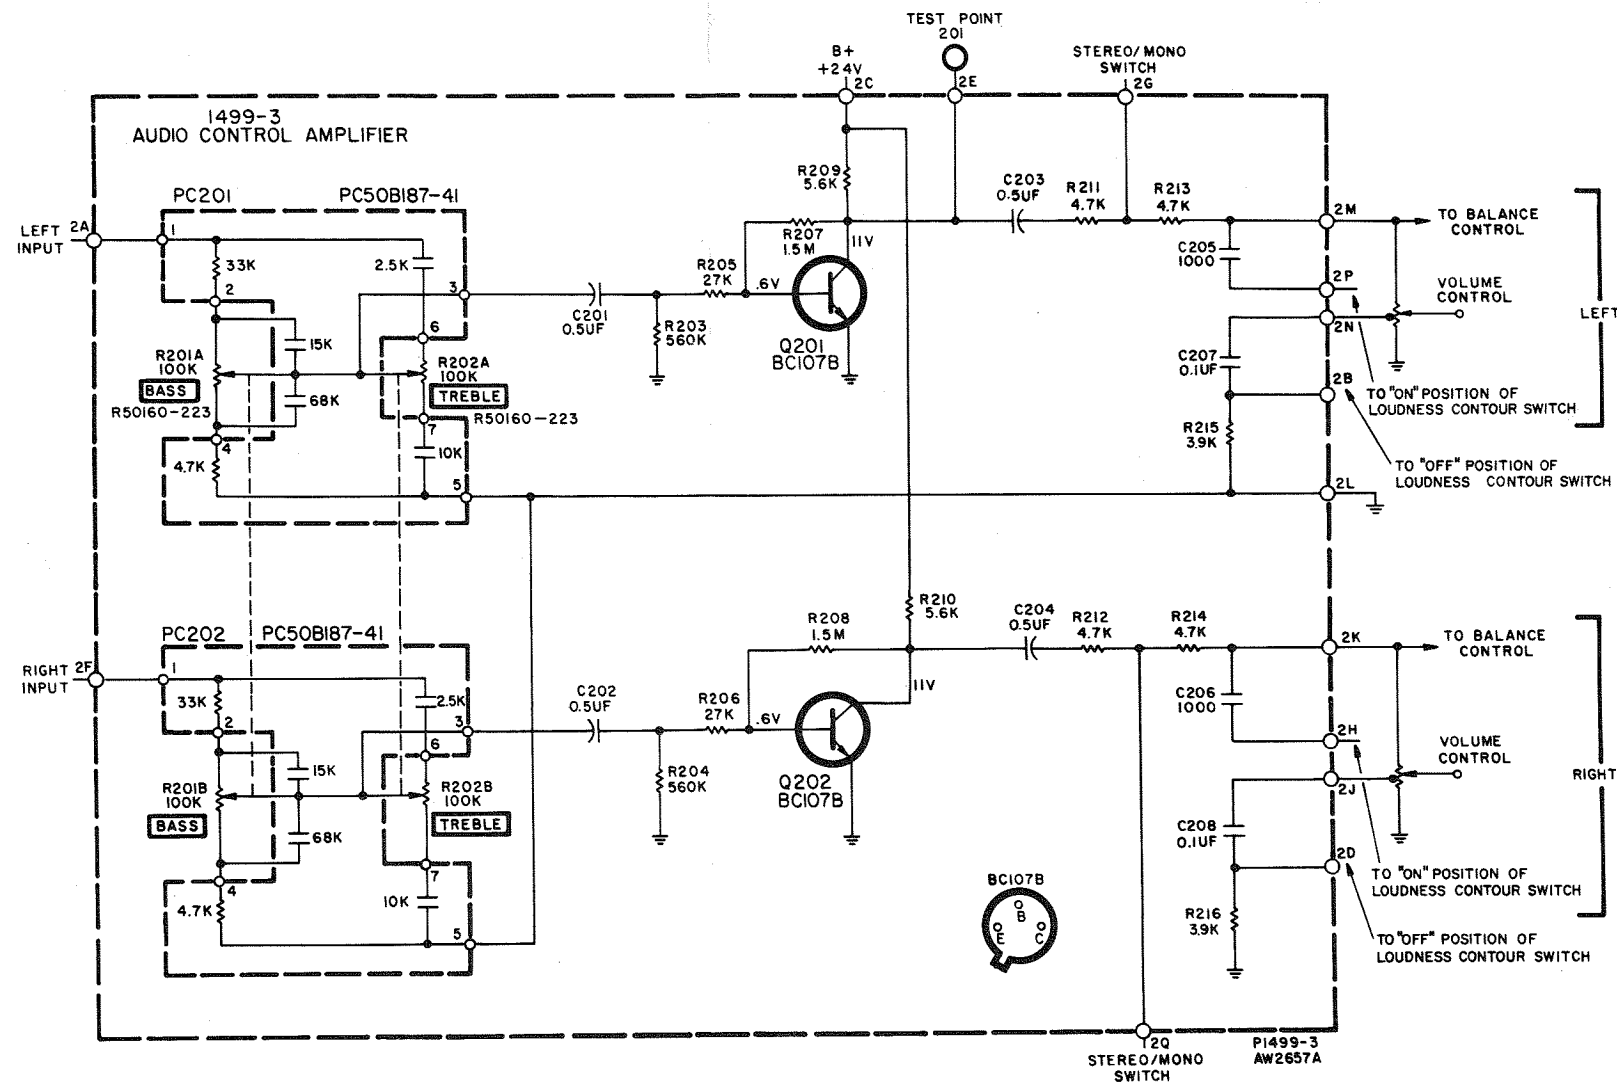 TEST POINT
201
B+
+24V
2C
2E
STEREO/MONO
SWITCH
2G
1499-3
AUDIO CONTROL AMPLIFIER
PC201
PC50B187-41
LEFT
INPUT
2A
1
33K
2.5K
2
3
6
15K
R201A
100K
BASS
R50160-223
68K
R202A
100K
TREBLE
R50160-223
7
4
4.7K
10K
5
C201
0.5UF
R203
560K
R205
27K
.6V
R207
1.5M
R209
5.6K
11V
Q201
BC107B
C203
0.5UF
R211
4.7K
R213
4.7K
2M
TO BALANCE
CONTROL
C205
1000
2P
VOLUME
CONTROL
2N
LEFT
C207
0.1UF
2B
TO "ON" POSITION OF
LOUDNESS CONTOUR SWITCH
R215
3.9K
TO "OFF" POSITION OF
LOUDNESS CONTOUR SWITCH
2L
PC202
PC50B187-41
RIGHT
INPUT
2F
1
33K
2.5K
2
3
6
15K
R201B
100K
BASS
68K
R202B
100K
TREBLE
7
4
4.7K
10K
5
C202
0.5UF
R204
560K
R206
27K
.6V
R208
1.5M
R210
5.6K
11V
Q202
BC107B
C204
0.5UF
R212
4.7K
R214
4.7K
2K
TO BALANCE
CONTROL
C206
1000
2H
VOLUME
CONTROL
2J
RIGHT
C208
0.1UF
2D
TO "ON" POSITION OF
LOUDNESS CONTOUR SWITCH
R216
3.9K
TO "OFF" POSITION OF
LOUDNESS CONTOUR SWITCH
BC107B
B
E
C
2Q
STEREO/MONO
SWITCH
P1499-3
AW2657A